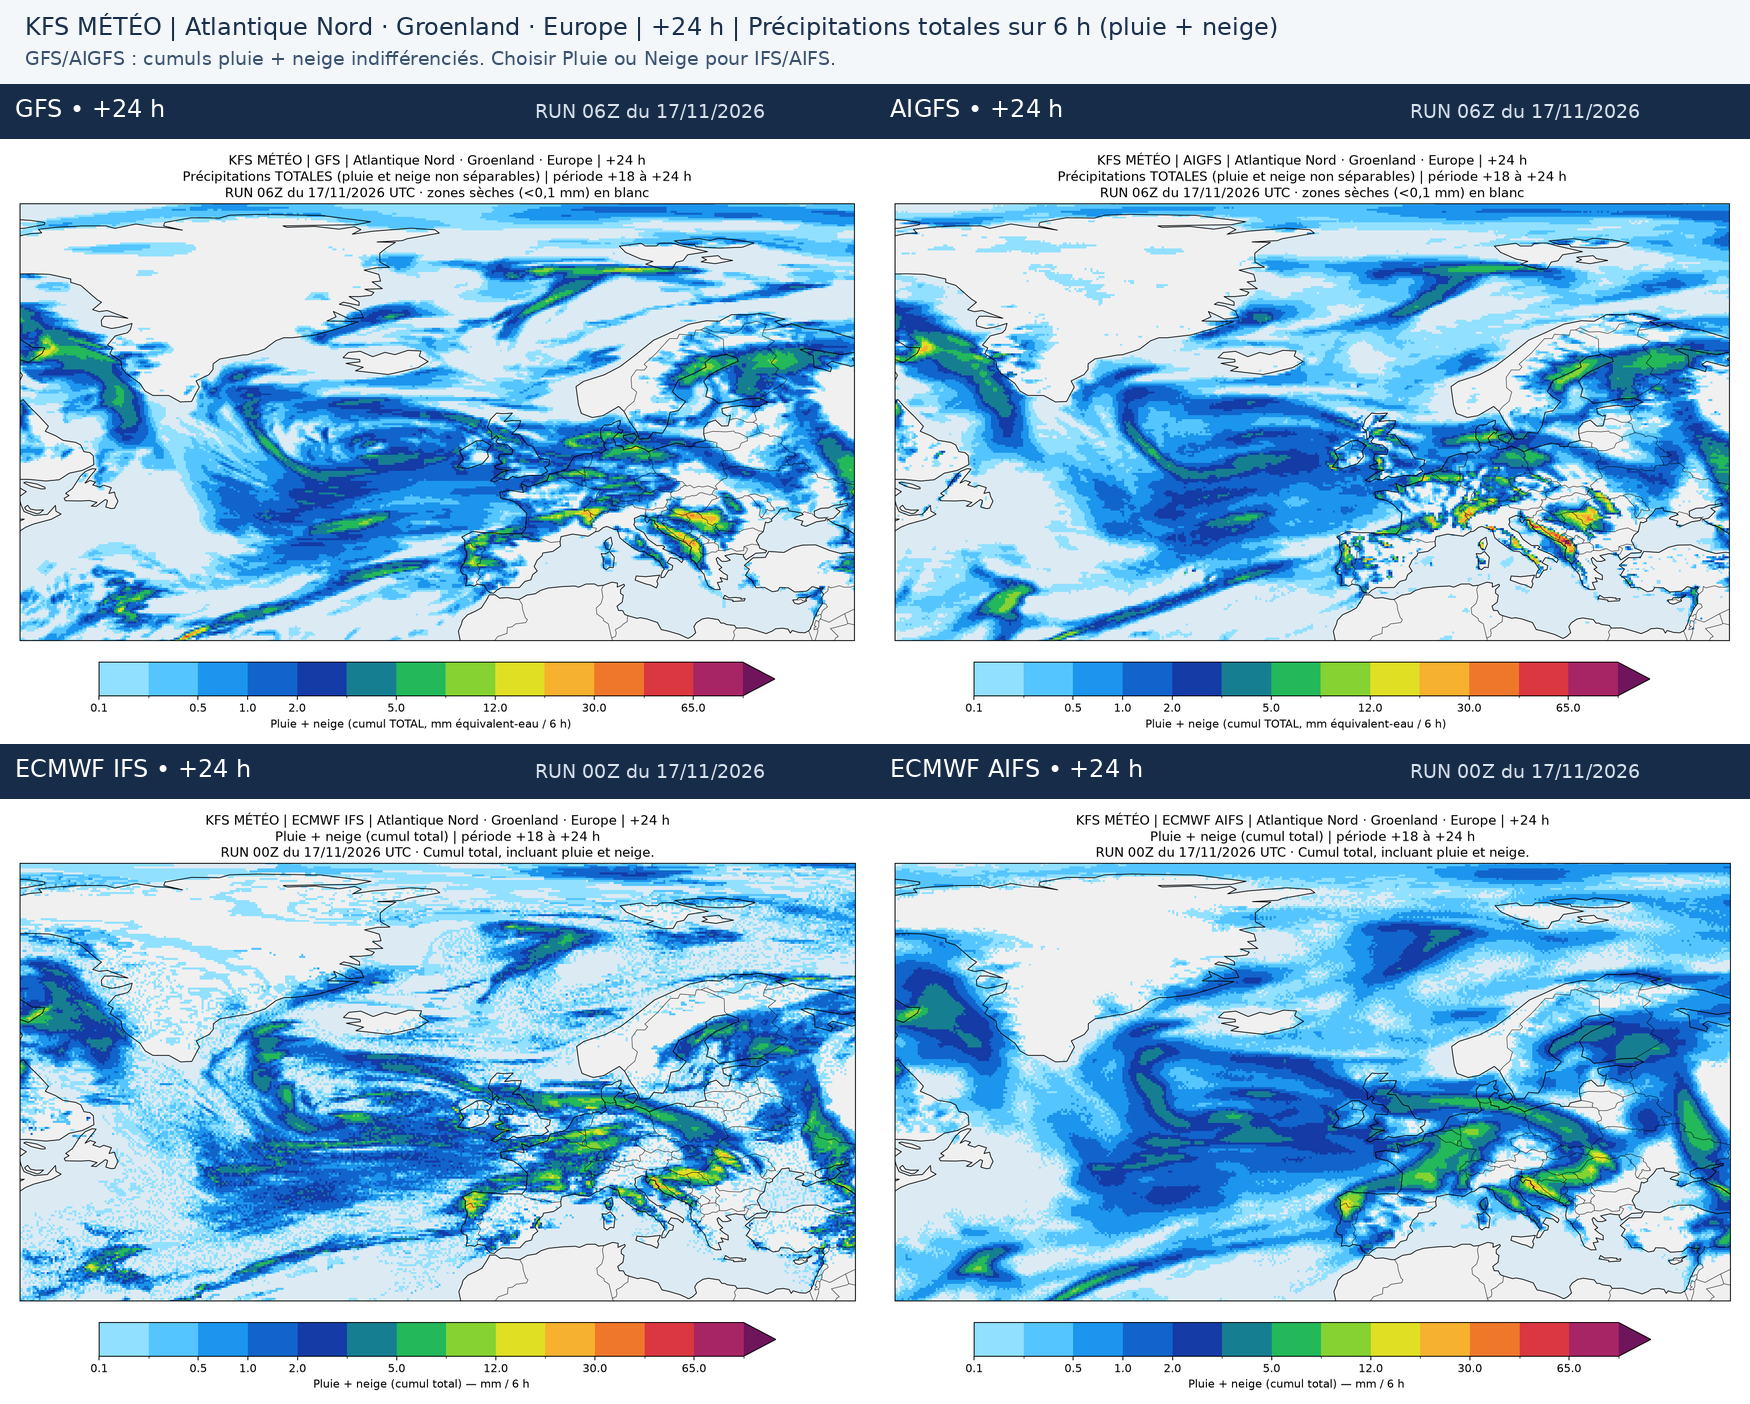 KFS MÉTÉO | Atlantique Nord · Groenland · Europe | +24 h | Précipitations totales sur 6 h (pluie + neige)
GFS/AIGFS : cumuls pluie + neige indifférenciés. Choisir Pluie ou Neige pour IFS/AIFS.
GFS • +24 h RUN 06Z du 17/11/2026
KFS MÉTÉO | GFS | Atlantique Nord · Groenland · Europe | +24 h
Précipitations TOTALES (pluie et neige non séparables) | période +18 à +24 h
RUN 06Z du 17/11/2026 UTC · zones sèches (<0,1 mm) en blanc
0.1 0.5 1.0 2.0 5.0 12.0 30.0 65.0
Pluie + neige (cumul TOTAL, mm équivalent-eau / 6 h)
AIGFS • +24 h RUN 06Z du 17/11/2026
KFS MÉTÉO | AIGFS | Atlantique Nord · Groenland · Europe | +24 h
Précipitations TOTALES (pluie et neige non séparables) | période +18 à +24 h
RUN 06Z du 17/11/2026 UTC · zones sèches (<0,1 mm) en blanc
0.1 0.5 1.0 2.0 5.0 12.0 30.0 65.0
Pluie + neige (cumul TOTAL, mm équivalent-eau / 6 h)
ECMWF IFS • +24 h RUN 00Z du 17/11/2026
KFS MÉTÉO | ECMWF IFS | Atlantique Nord · Groenland · Europe | +24 h
Pluie + neige (cumul total) | période +18 à +24 h
RUN 00Z du 17/11/2026 UTC · Cumul total, incluant pluie et neige.
0.1 0.5 1.0 2.0 5.0 12.0 30.0 65.0
Pluie + neige (cumul total) — mm / 6 h
ECMWF AIFS • +24 h RUN 00Z du 17/11/2026
KFS MÉTÉO | ECMWF AIFS | Atlantique Nord · Groenland · Europe | +24 h
Pluie + neige (cumul total) | période +18 à +24 h
RUN 00Z du 17/11/2026 UTC · Cumul total, incluant pluie et neige.
0.1 0.5 1.0 2.0 5.0 12.0 30.0 65.0
Pluie + neige (cumul total) — mm / 6 h